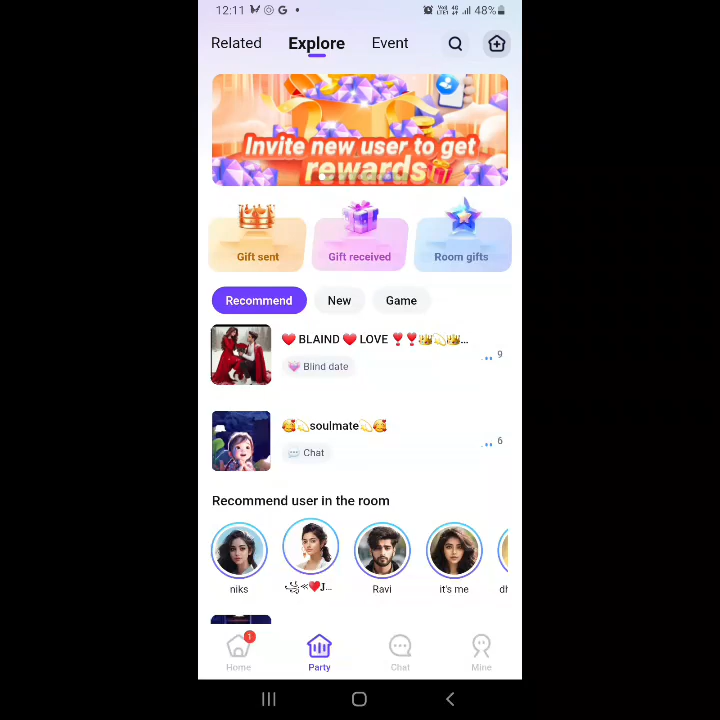 12:11
48%
Related Explore Event
Invite new user to get
rewards
Gift sent Gift received Room gifts
Recommend New Game
❤️ BLAIND ❤️ LOVE ❣️❣️👑💫👑...
9
Blind date
🥰💫soulmate💫🥰
6
Chat
Recommend user in the room
niks ꧁≪❤️J... Ravi it's me dh
1
Home Party Chat Mine